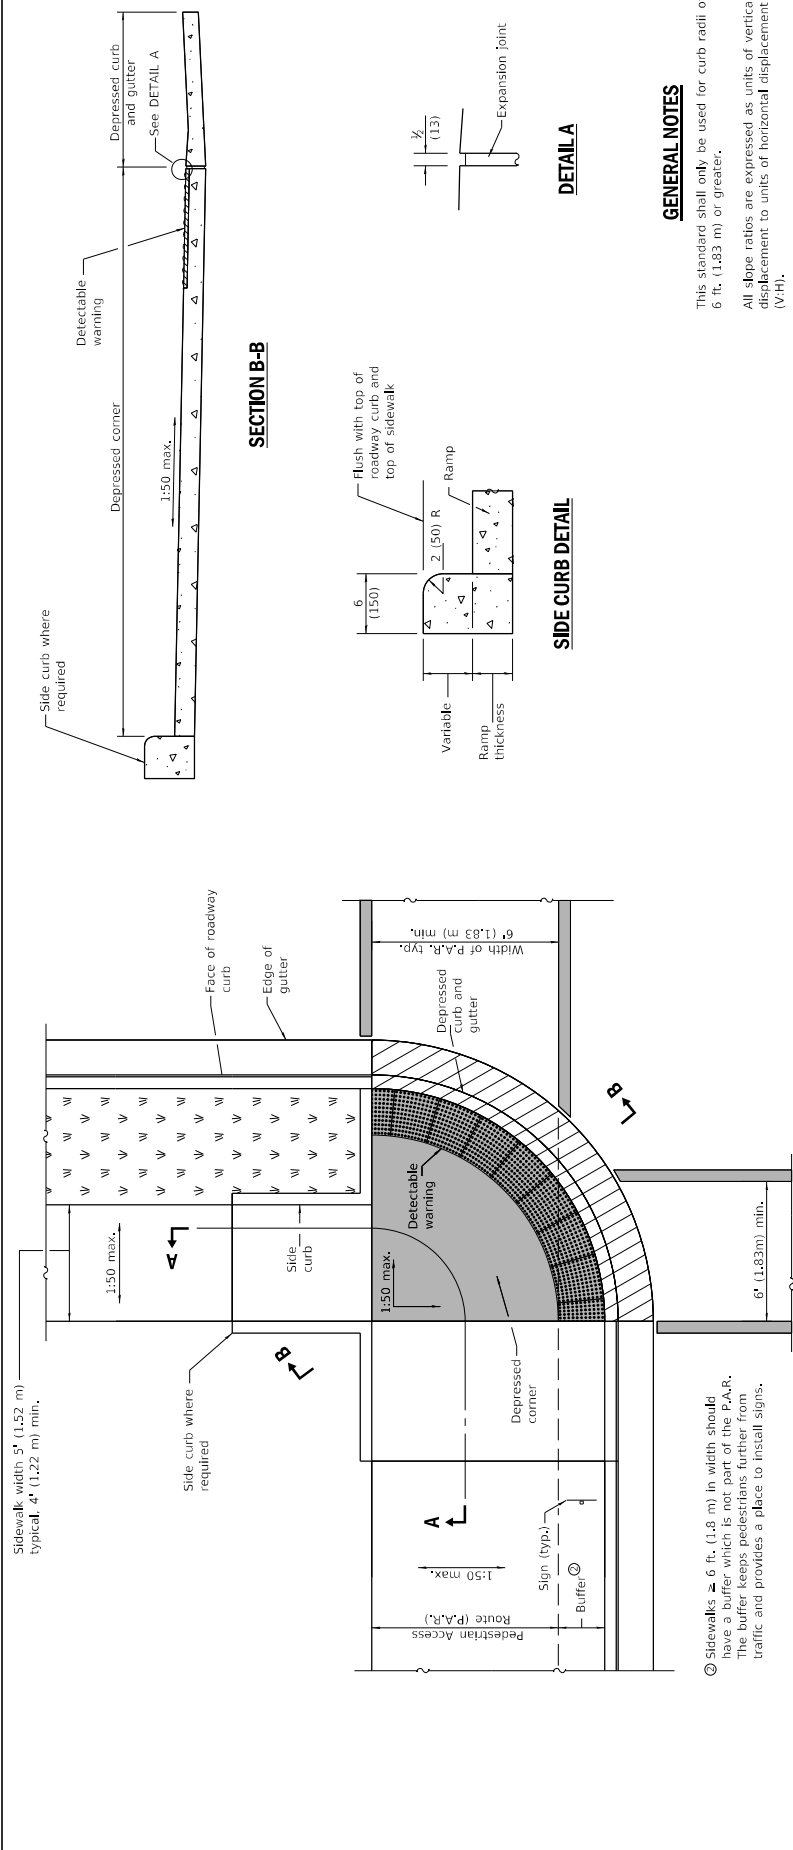 Sidewalk width 5' (1.52 m)
typical, 4' (1.22 m) min.
1:50 max.
A
Side
curb
Face of roadway
curb
Edge of
gutter
Side curb where
required
B
1:50 max.
Detectable
warning
Depressed
corner
Depressed
curb and
gutter
Width of P.A.R. typ.
6' (1.83 m) min.
B
A
Pedestrian Access
Route (P.A.R.)
1:50 max.
Sign (typ.)
Buffer ②
6' (1.83m) min.
② Sidewalks ≥ 6 ft. (1.8 m) in width should
have a buffer which is not part of the P.A.R.
The buffer keeps pedestrians further from
traffic and provides a place to install signs.
Side curb where
required
Depressed corner
1:50 max.
Detectable
warning
Depressed curb
and gutter
See DETAIL A
SECTION B-B
6
(150)
Flush with top of
roadway curb and
top of sidewalk
2 (50) R
Ramp
Variable
Ramp
thickness
SIDE CURB DETAIL
½
(13)
Expansion joint
DETAIL A
GENERAL NOTES
This standard shall only be used for curb radii
6 ft. (1.83 m) or greater.
All slope ratios are expressed as units of
displacement to units of horizontal displacement
(V:H).